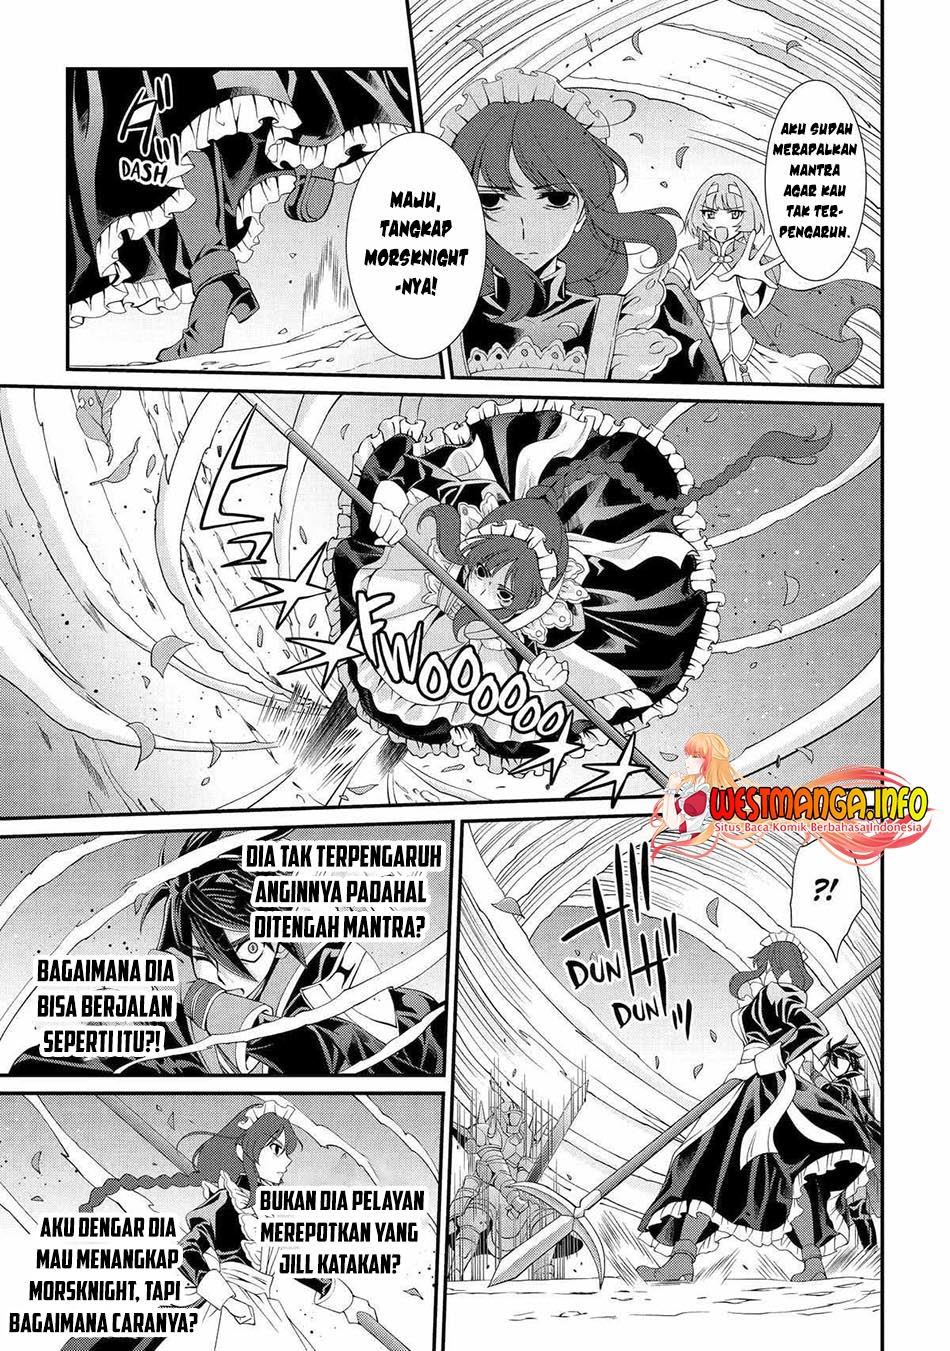 AKU SUDAH
MERAPALKAN
MANTRA
AGAR KAU
TAK TER-
PENGARUH.
MAJU,
TANGKAP
MORSKNIGHT
-NYA!
DASH
ヒュ
FWOOOOOO
WESTMANGA.INFO
Situs Baca Komik Berbahasa Indonesia
?!
DUN
DUN
DIA TAK TERPENGARUH
ANGINNYA PADAHAL
DITENGAH MANTRA?
BAGAIMANA DIA
BISA BERJALAN
SEPERTI ITU?!
BUKAN DIA PELAYAN
MEREPOTKAN YANG
JILL KATAKAN?
AKU DENGAR DIA
MAU MENANGKAP
MORSKNIGHT, TAPI
BAGAIMANA CARANYA?